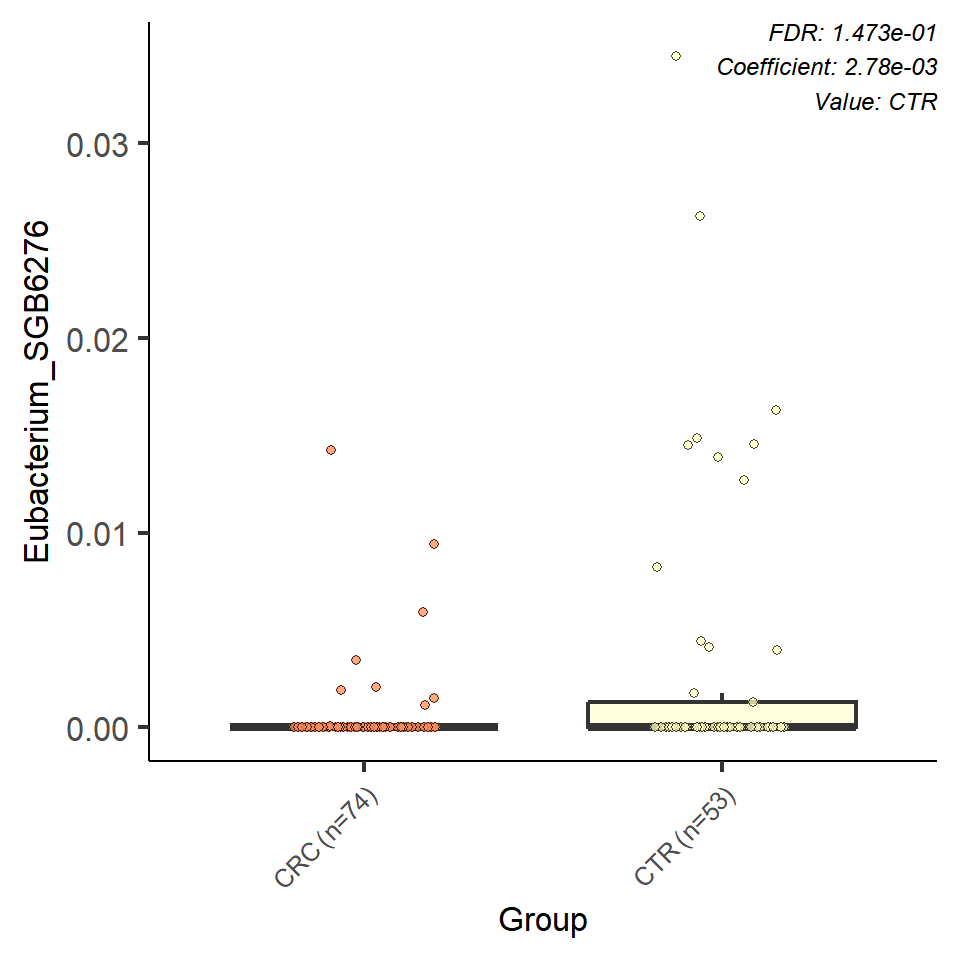 FDR: 1.473e-01
Coefficient: 2.78e-03
Value: CTR
0.03
0.02
0.01
0.00
Eubacterium_SGB6276
CRC (n=74)
CTR (n=53)
Group